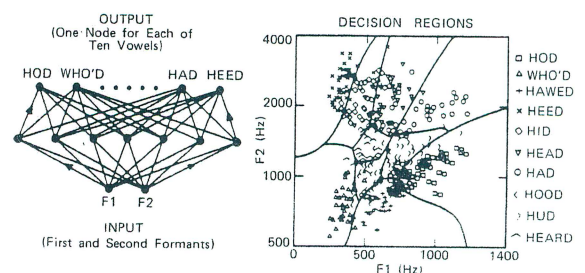 OUTPUT
(One Node for Each of
Ten Vowels)
HOD WHO'D HAD HEED
F1 F2
INPUT
(First and Second Formants)
DECISION REGIONS
4000
2000
1000
500
F2 (Hz)
0 500 1000 1400
F1 (Hz)
HOD
WHO'D
HAWED
HEED
HID
HEAD
HAD
HOOD
HUD
HEARD